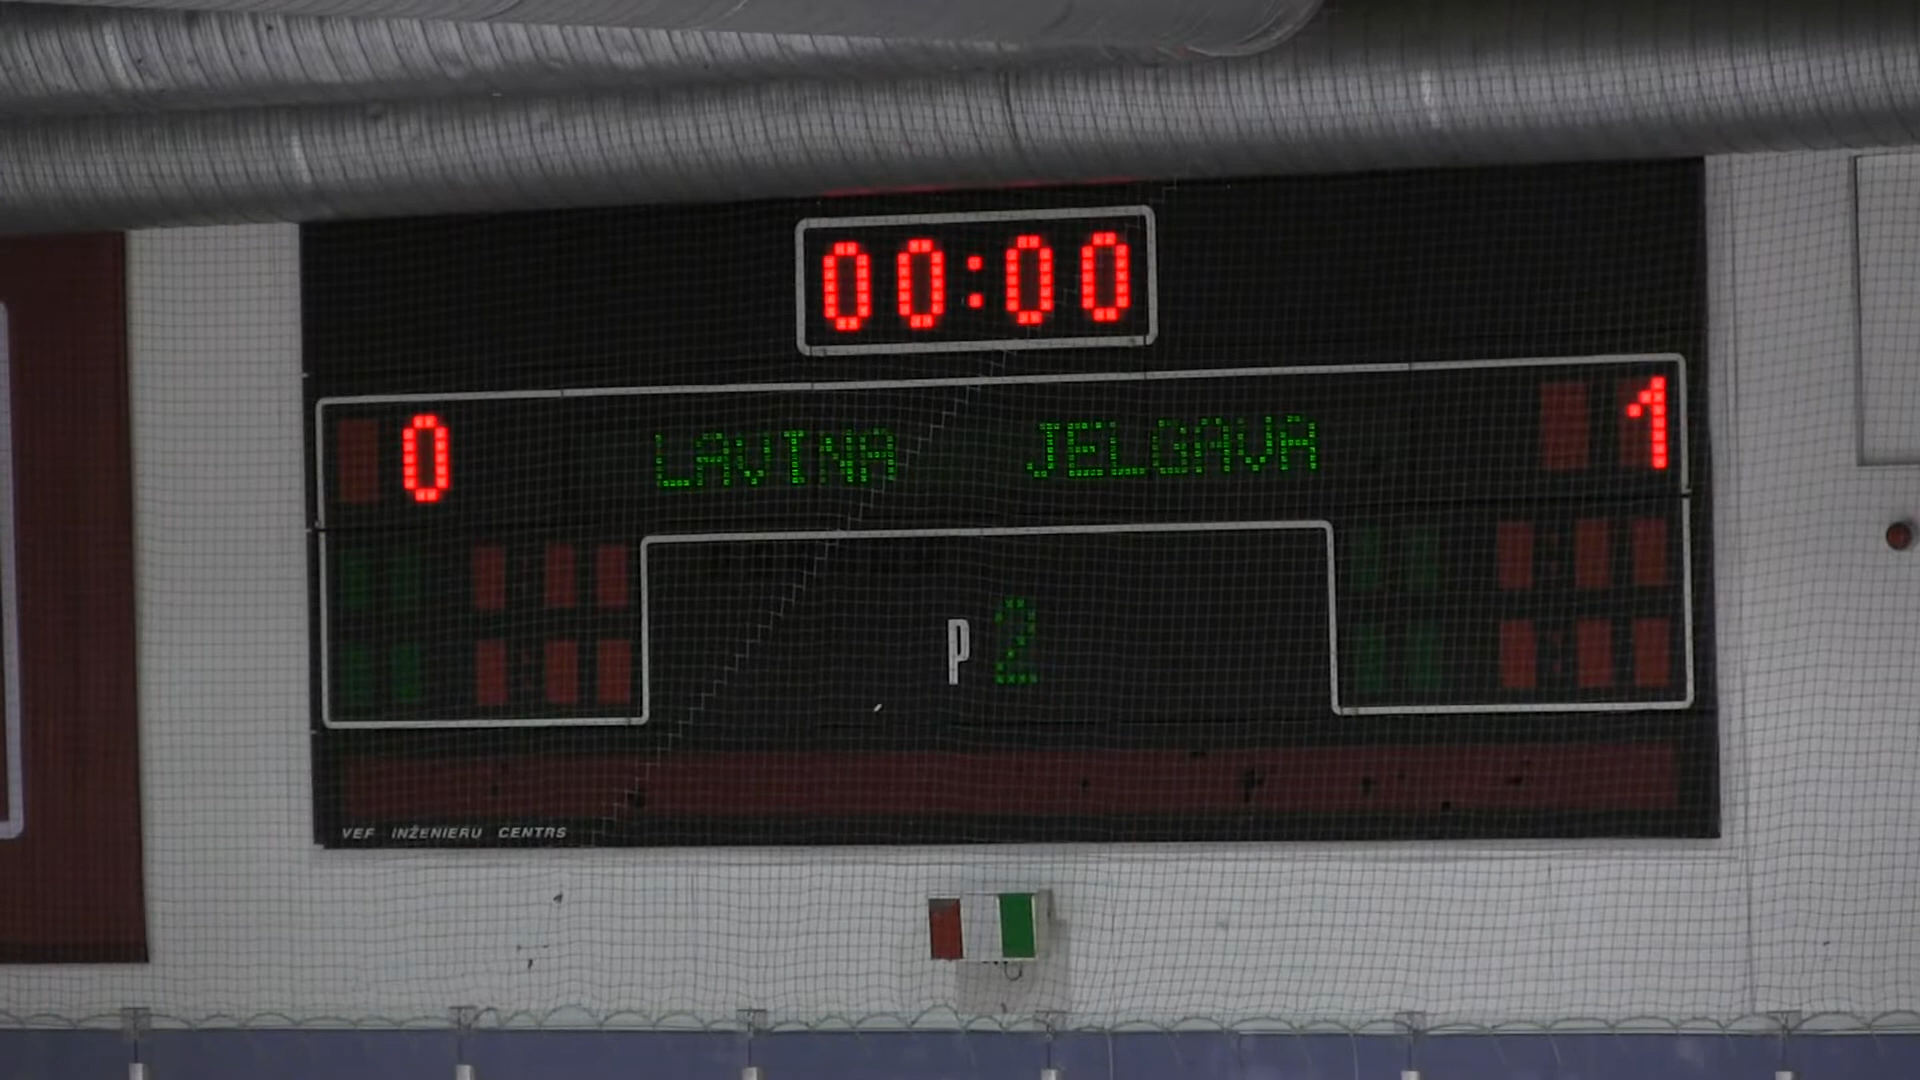 00:00
0 LAVINA JELGAVA 1
P 2
VEF INŽENIERU CENTRS